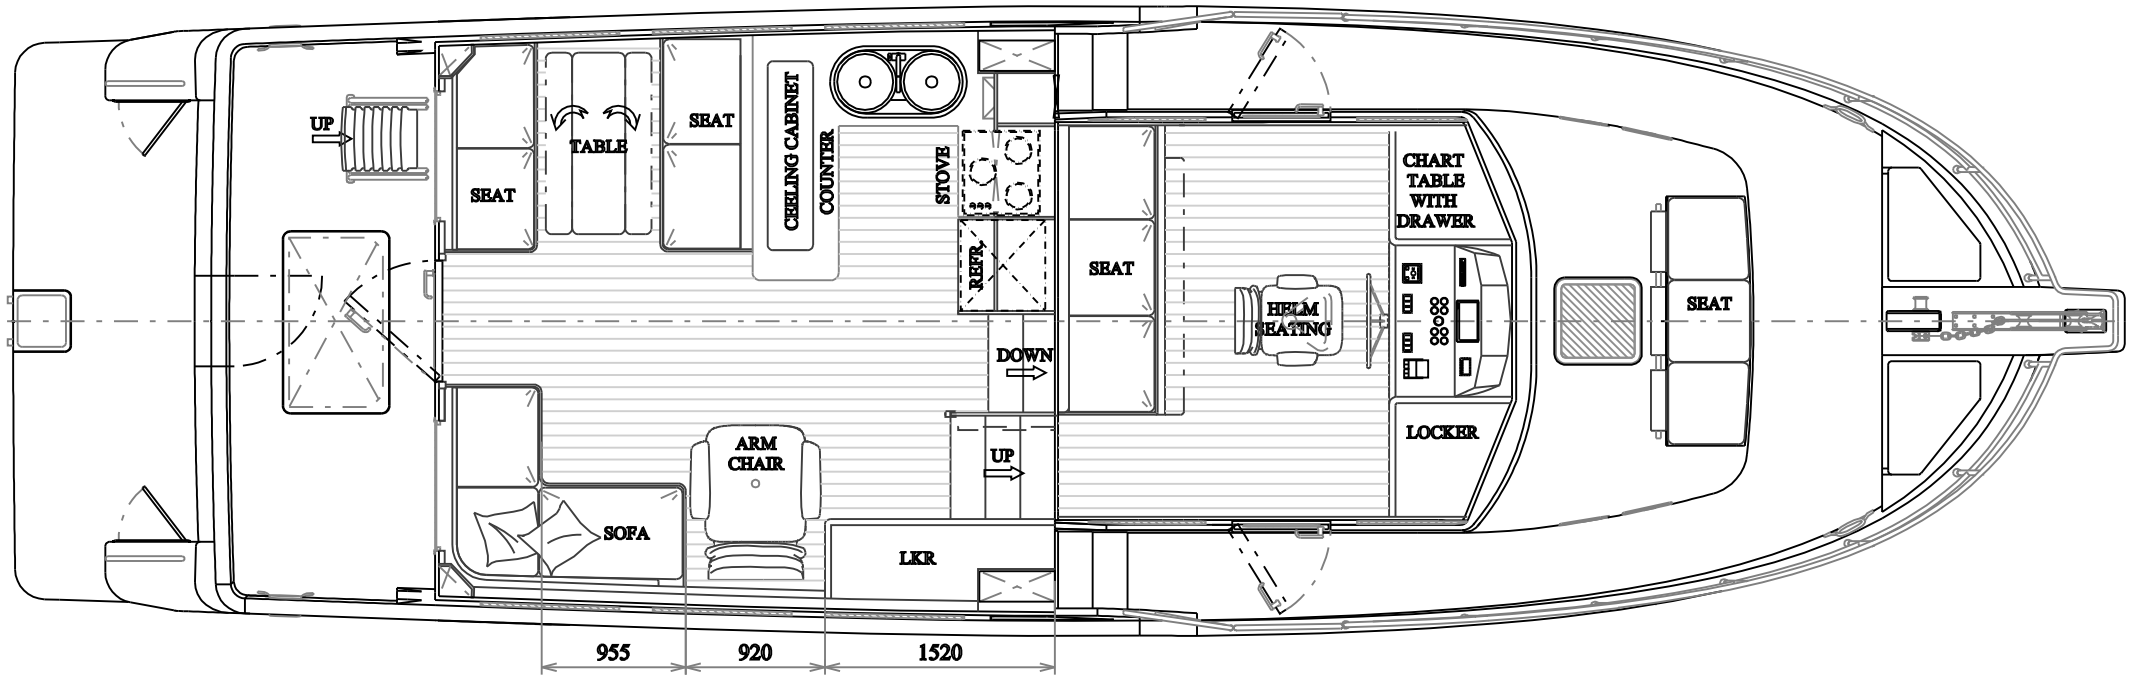 UP
SEAT
TABLE
SEAT
CEELING CABINET
COUNTER
STOVE
REFR.
SEAT
CHART
TABLE
WITH
DRAWER
HELM
SEATING
SEAT
DOWN
UP
LOCKER
ARM
CHAIR
SOFA
LKR
955
920
1520